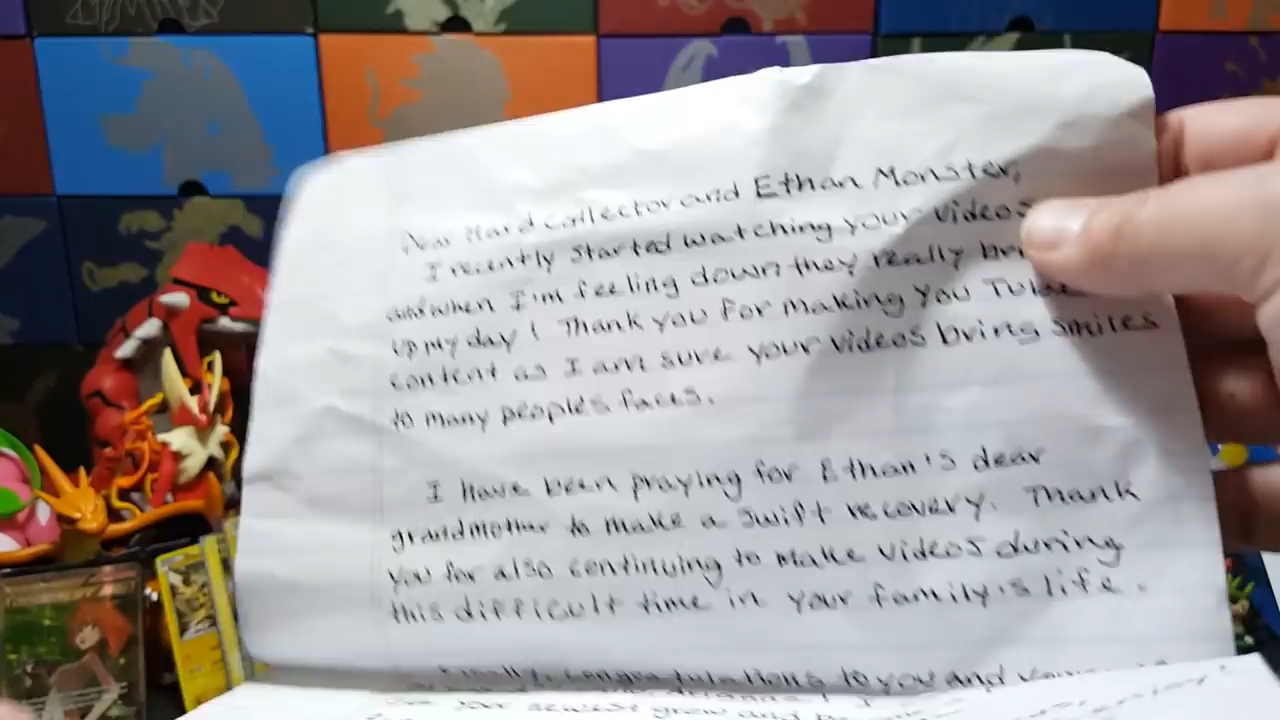 Dear Hard Collector and Ethan Monster,
I recently started watching your videos
and when I'm feeling down they really
up my day! Thank you for making You
content as I am sure your videos bring smiles
to many peoples faces.
I have been praying for Ethan's dear
grandmother to make a swift recovery. Thank
you for also continuing to make videos during
this difficult time in your family's life.
Finally, congratulations to you and